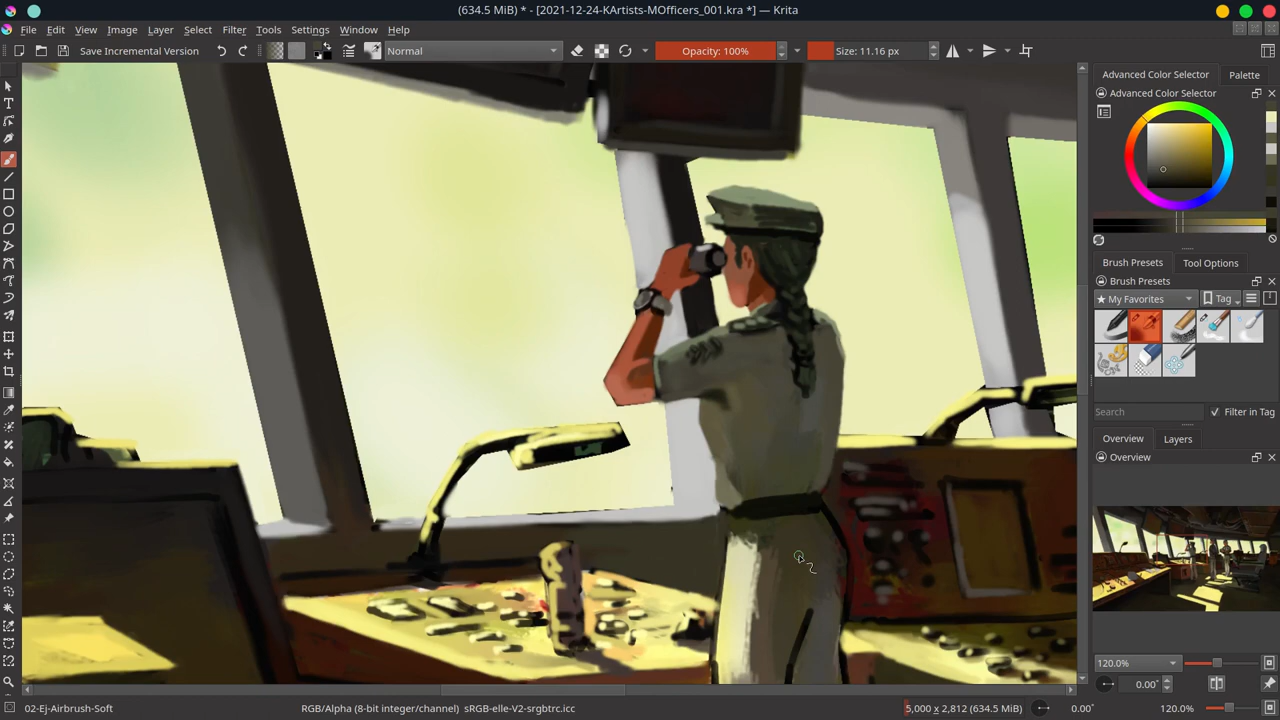 (634.5 MiB) * - [2021-12-24-KArtists-MOfficers_001.kra *] — Krita
File Edit View Image Layer Select Filter Tools Settings Window Help
Save Incremental Version Normal Opacity: 100% Size: 11.16 px
Advanced Color Selector Palette
Advanced Color Selector
Brush Presets Tool Options
Brush Presets
★ My Favorites Tag
Search Filter in Tag
Overview Layers
Overview
120.0%
0.00°
02-Ej-Airbrush-Soft RGB/Alpha (8-bit integer/channel) sRGB-elle-V2-srgbtrc.icc 5,000 x 2,812 (634.5 MiB) 0.00° 120.0%